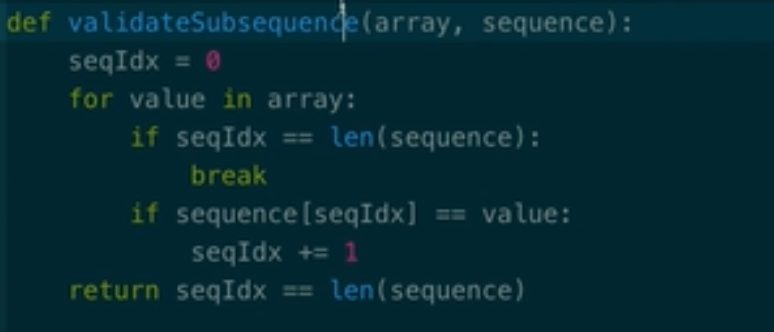 def validateSubsequence(array, sequence):
    seqIdx = 0
    for value in array:
        if seqIdx == len(sequence):
            break
        if sequence[seqIdx] == value:
            seqIdx += 1
    return seqIdx == len(sequence)